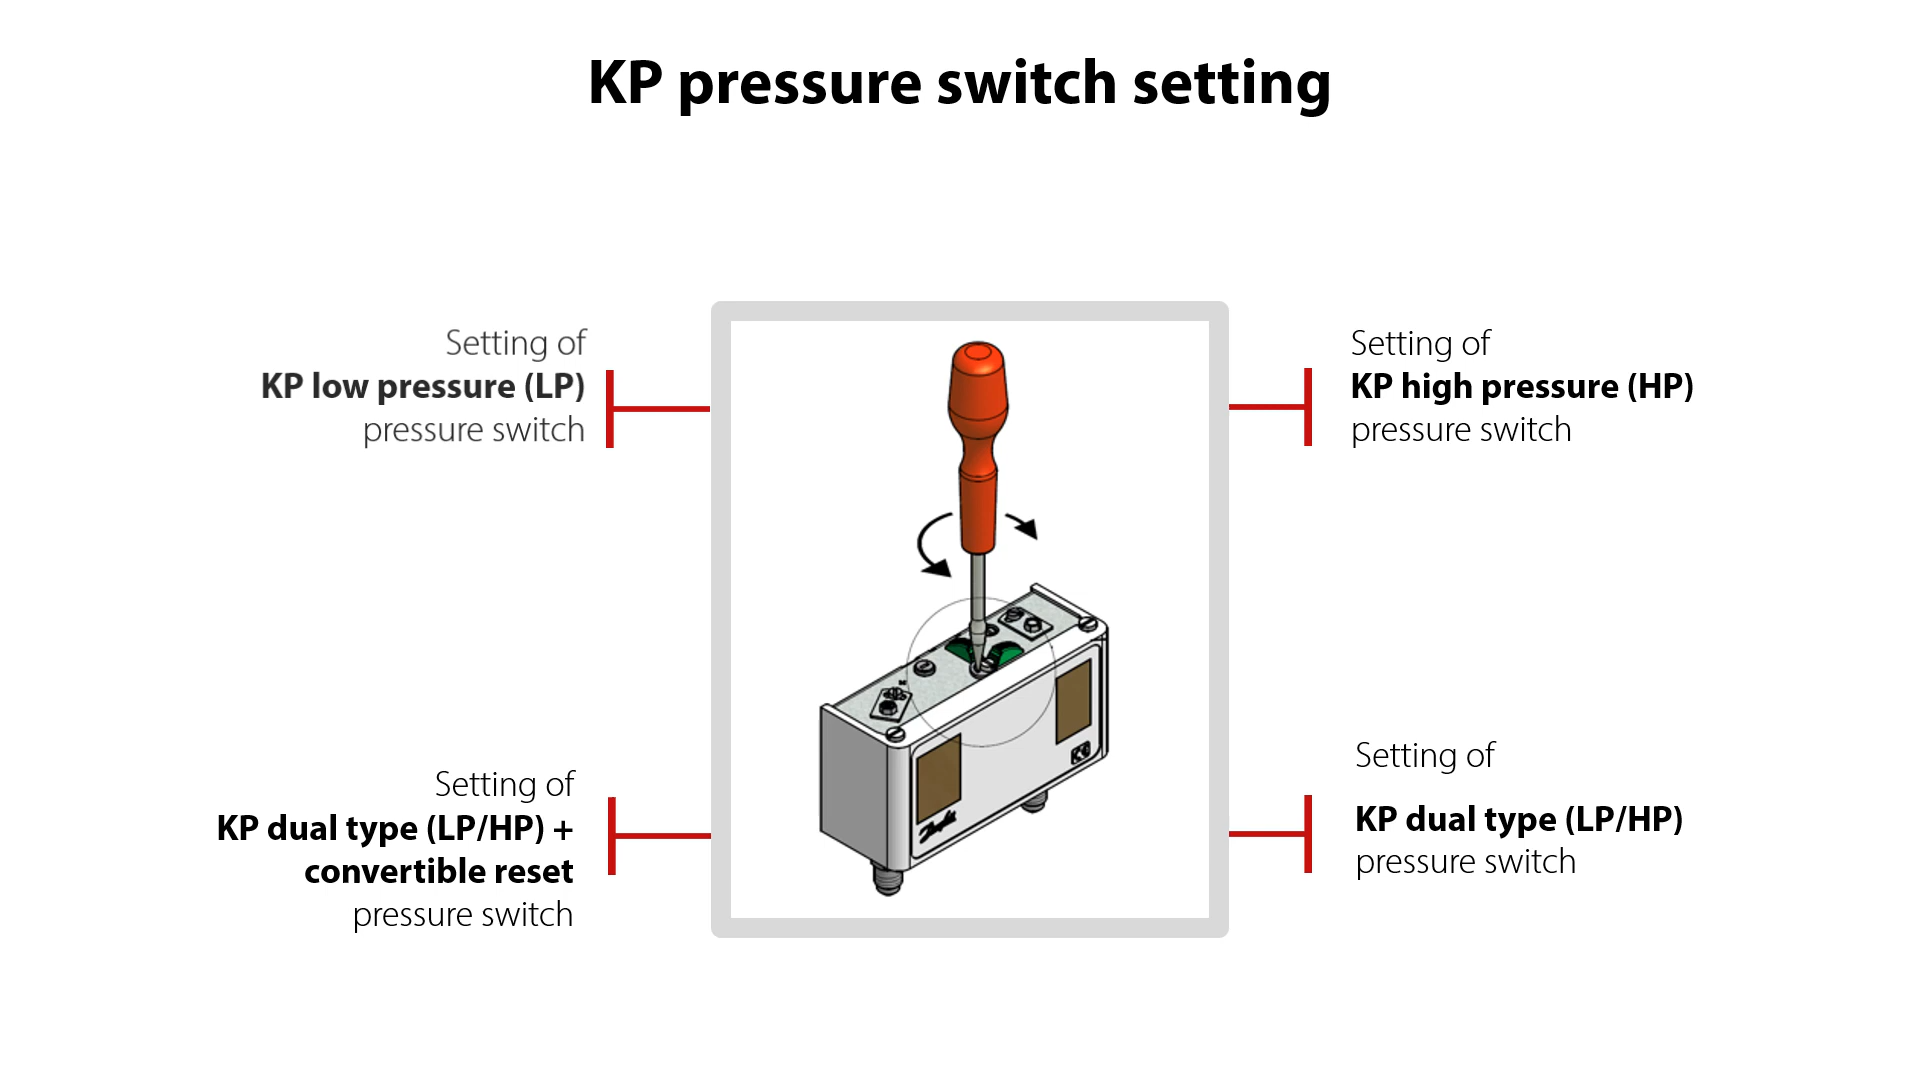 KP pressure switch setting
Setting of
KP low pressure (LP)
pressure switch
Setting of
KP high pressure (HP)
pressure switch
Danfoss
Setting of
KP dual type (LP/HP) +
convertible reset
pressure switch
Setting of
KP dual type (LP/HP)
pressure switch